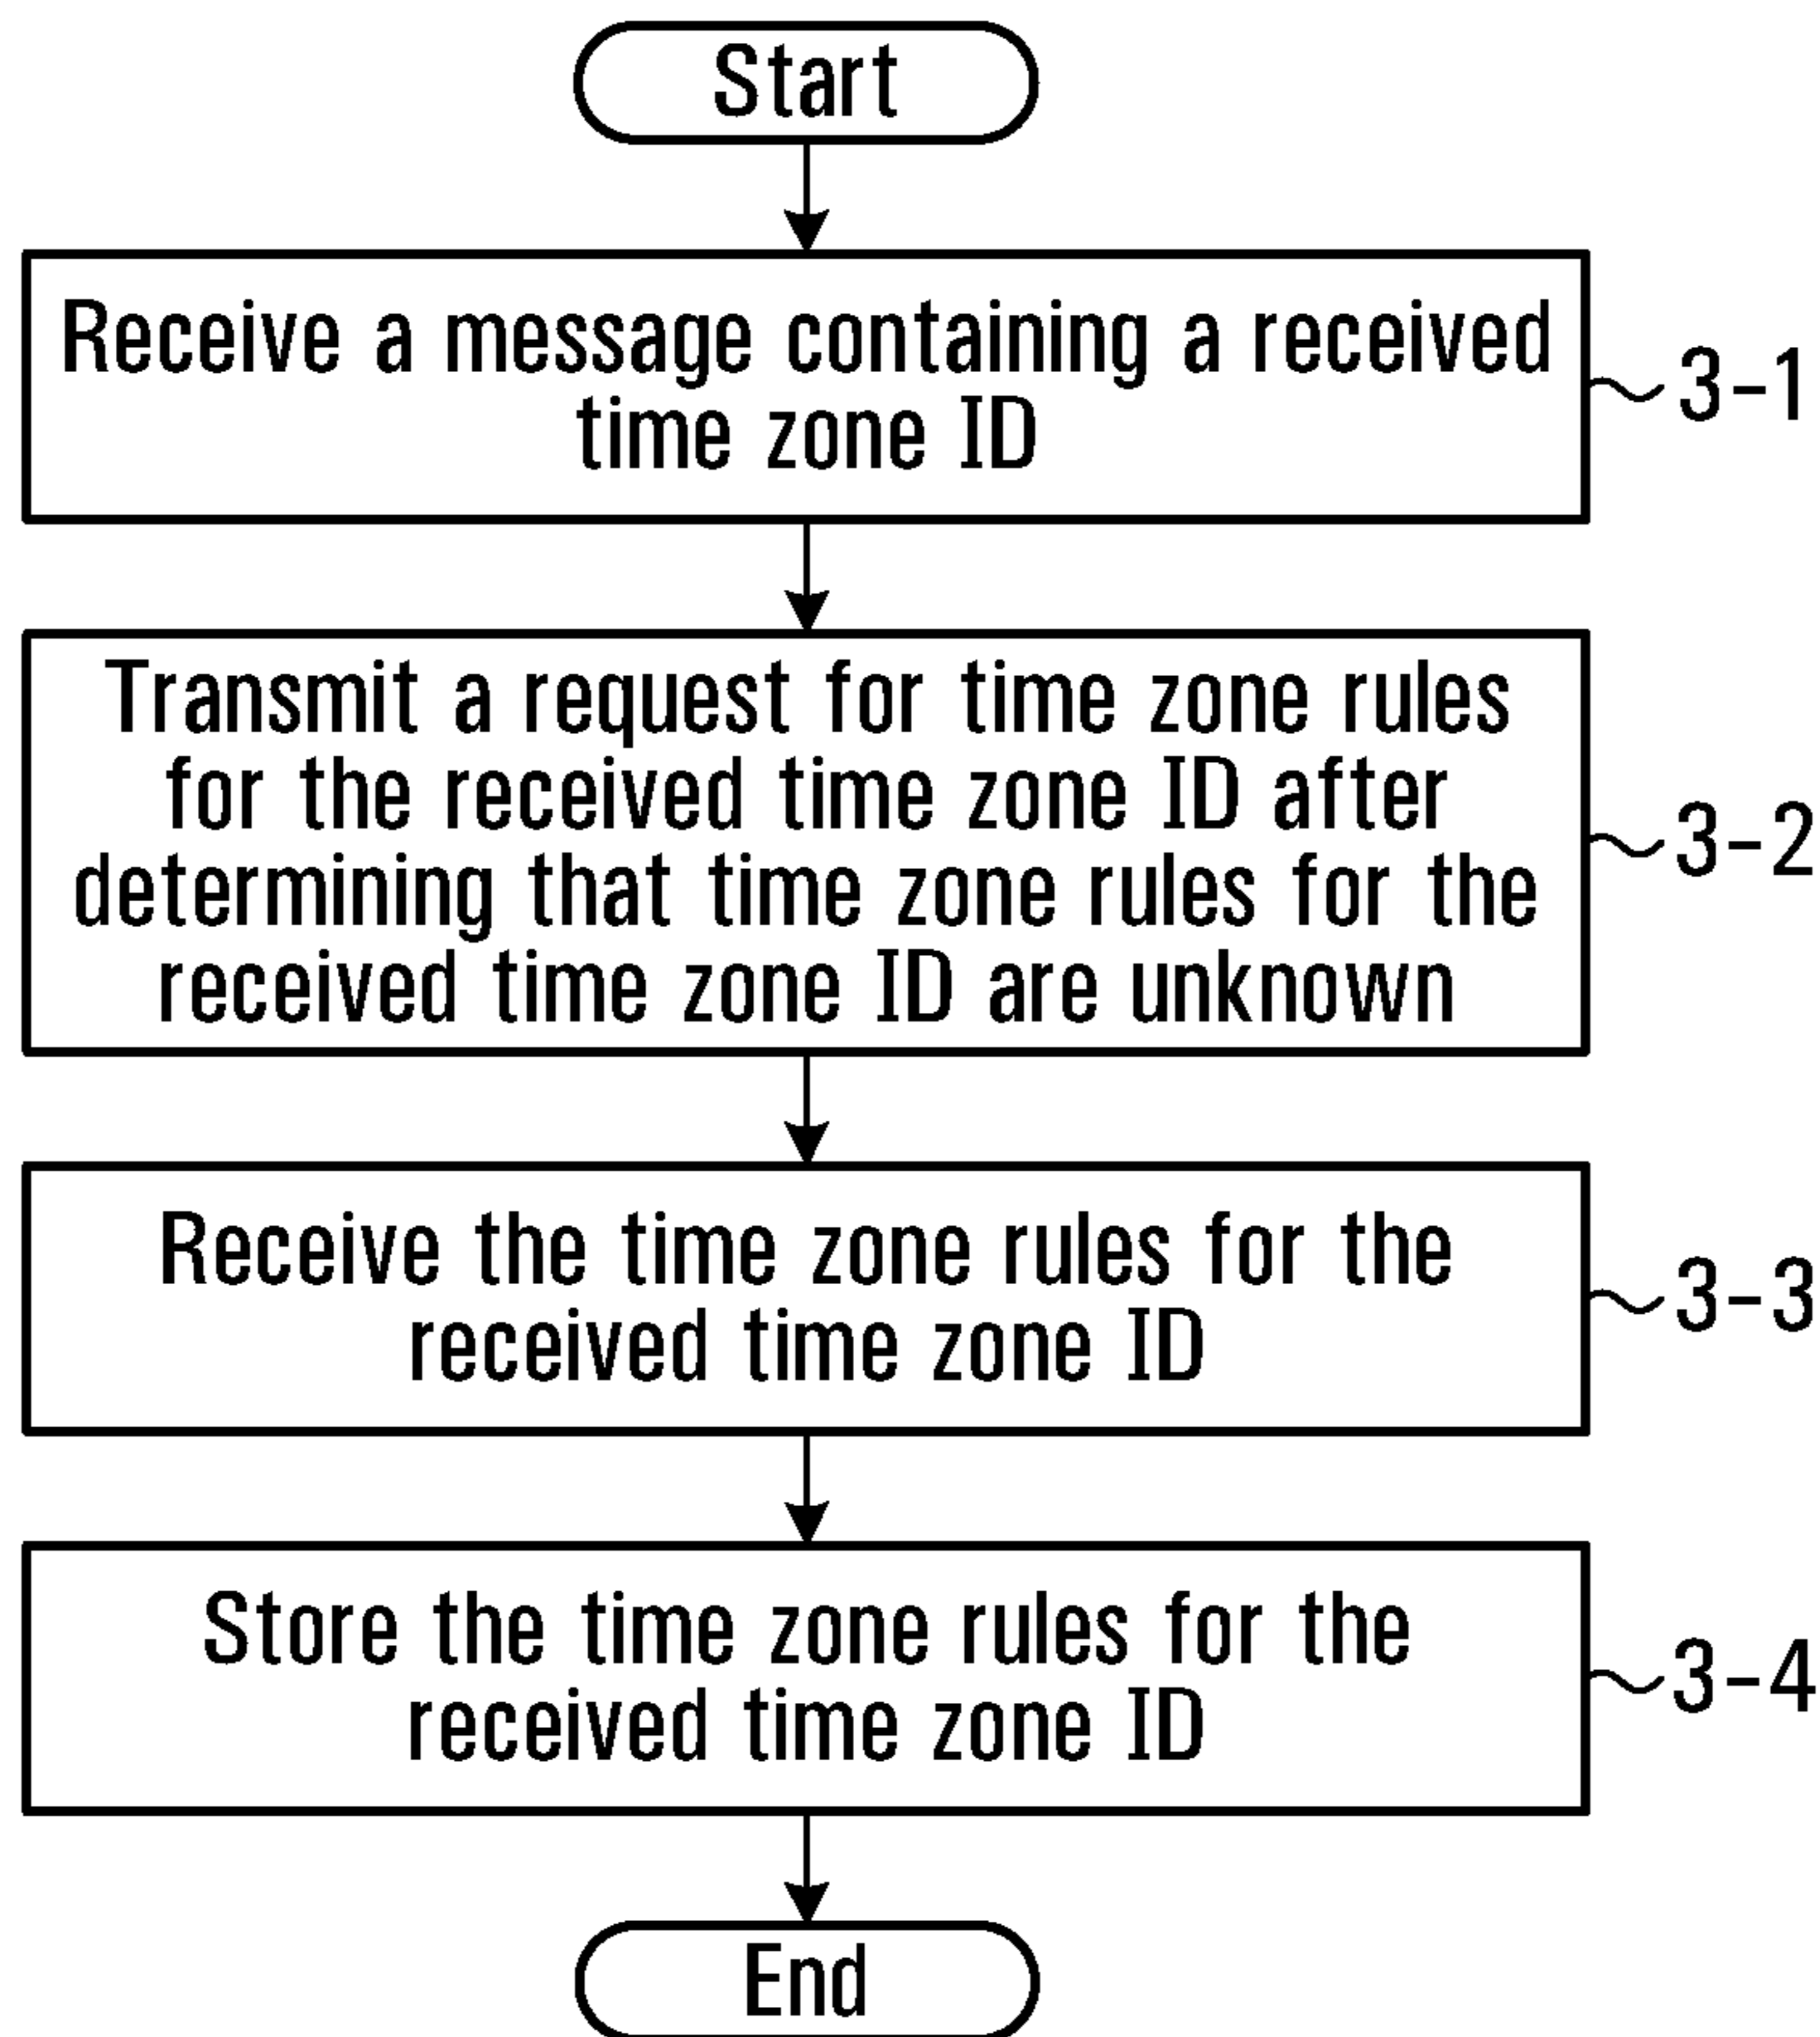 Start
Receive a message containing a received
time zone ID
3-1
Transmit a request for time zone rules
for the received time zone ID after
determining that time zone rules for the
received time zone ID are unknown
3-2
Receive the time zone rules for the
received time zone ID
3-3
Store the time zone rules for the
received time zone ID
3-4
End